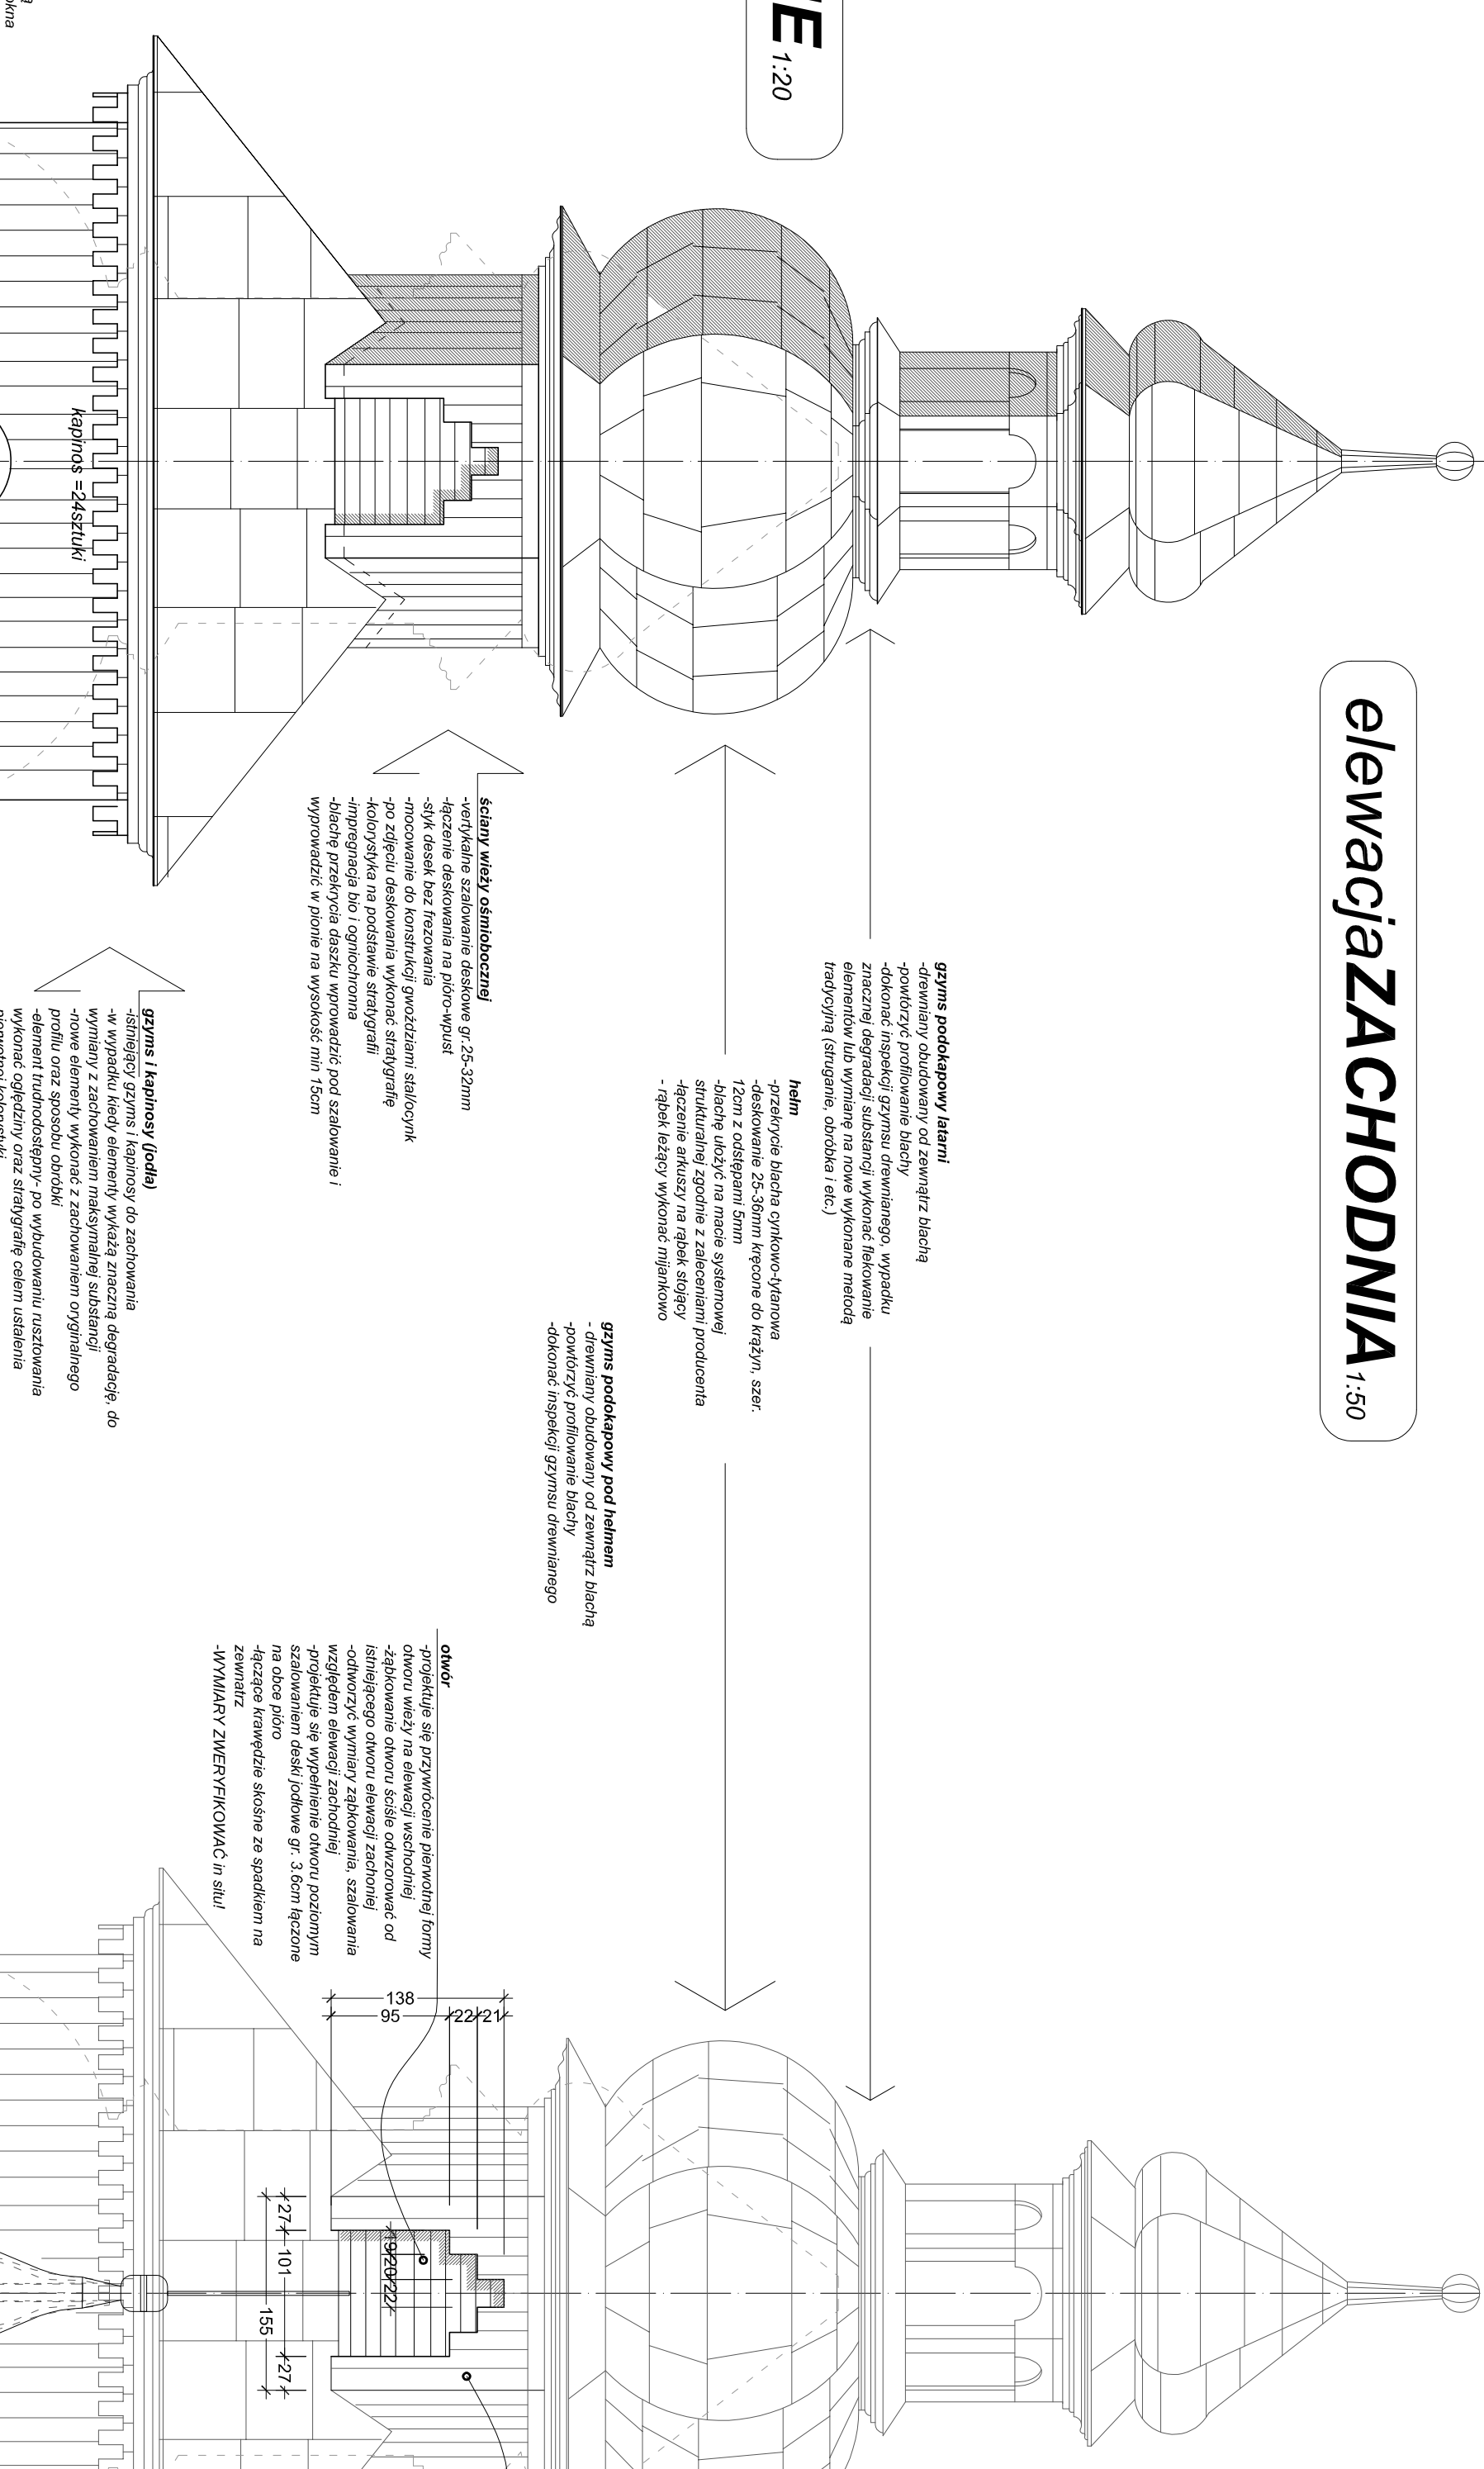 elewacjaZACHODNIA 1:50
E 1:20
gzyms podokapowy latarni
-drewniany obudowany od zewnątrz blachą
-powtórzyć profilowanie blachy
-dokonać inspekcji gzymsu drewnianego, wypadku
znacznej degradacji substancji wykonać flekowanie
elementów lub wymianę na nowe wykonane metodą
tradycyjną (struganie, obróbka i etc.)
hełm
-przekrycie blacha cynkowo-tytanowa
-deskowanie 25-36mm kręcone do krążyn, szer.
12cm z odstępami 5mm
-blachę ułożyć na macie systemowej
strukturalnej zgodnie z zaleceniami producenta
-łączenie arkuszy na rąbek stojący
- rąbek leżący wykonać mijankowo
gzyms podokapowy pod hełmem
- drewniany obudowany od zewnątrz blachą
-powtórzyć profilowanie blachy
-dokonać inspekcji gzymsu drewnianego
ściany wieży ośmiobocznej
-vertykalne szalowanie deskowe gr.25-32mm
-łączenie deskowania na pióro-wpust
-styk desek bez frezowania
-mocowanie do konstrukcji gwoździami stal/ocynk
-po zdjęciu deskowania wykonać stratygrafię
-kolorystyka na podstawie stratygrafii
-impregnacja bio i ogniochronna
-blachę przekrycia daszku wprowadzić pod szalowanie i
wyprowadzić w pionie na wysokość min 15cm
otwór
-projektuje się przywrócenie pierwotnej formy
otworu wieży na elewacji wschodniej
-ząbkowanie otworu ściśle odwzorować od
istniejącego otworu elewacji zachoniej
-odtworzyć wymiary ząbkowania, szalowania
względem elewacji zachodniej
-projektuje się wypełnienie otworu poziomym
szalowaniem deski jodłowe gr. 3.6cm łączone
na obce pióro
-łączące krawędzie skośne ze spadkiem na
zewnatrz
-WYMIARY ZWERYFIKOWAĆ in situ!
138
95 22 21
19 20 22
27 101 27
155
gzyms i kapinosy (jodła)
-istniejący gzyms i kapinosy do zachowania
-w wypadku kiedy elementy wykażą znaczną degradację, do
wymiany z zachowaniem maksymalnej substancji
-nowe elementy wykonać z zachowaniem oryginalnego
profilu oraz sposobu obróbki
-element trudnodostępny- po wybudowaniu rusztowania
wykonać oględziny oraz stratygrafię celem ustalenia
pierwotnej kolorystyki
kapinos =24sztuki
okna